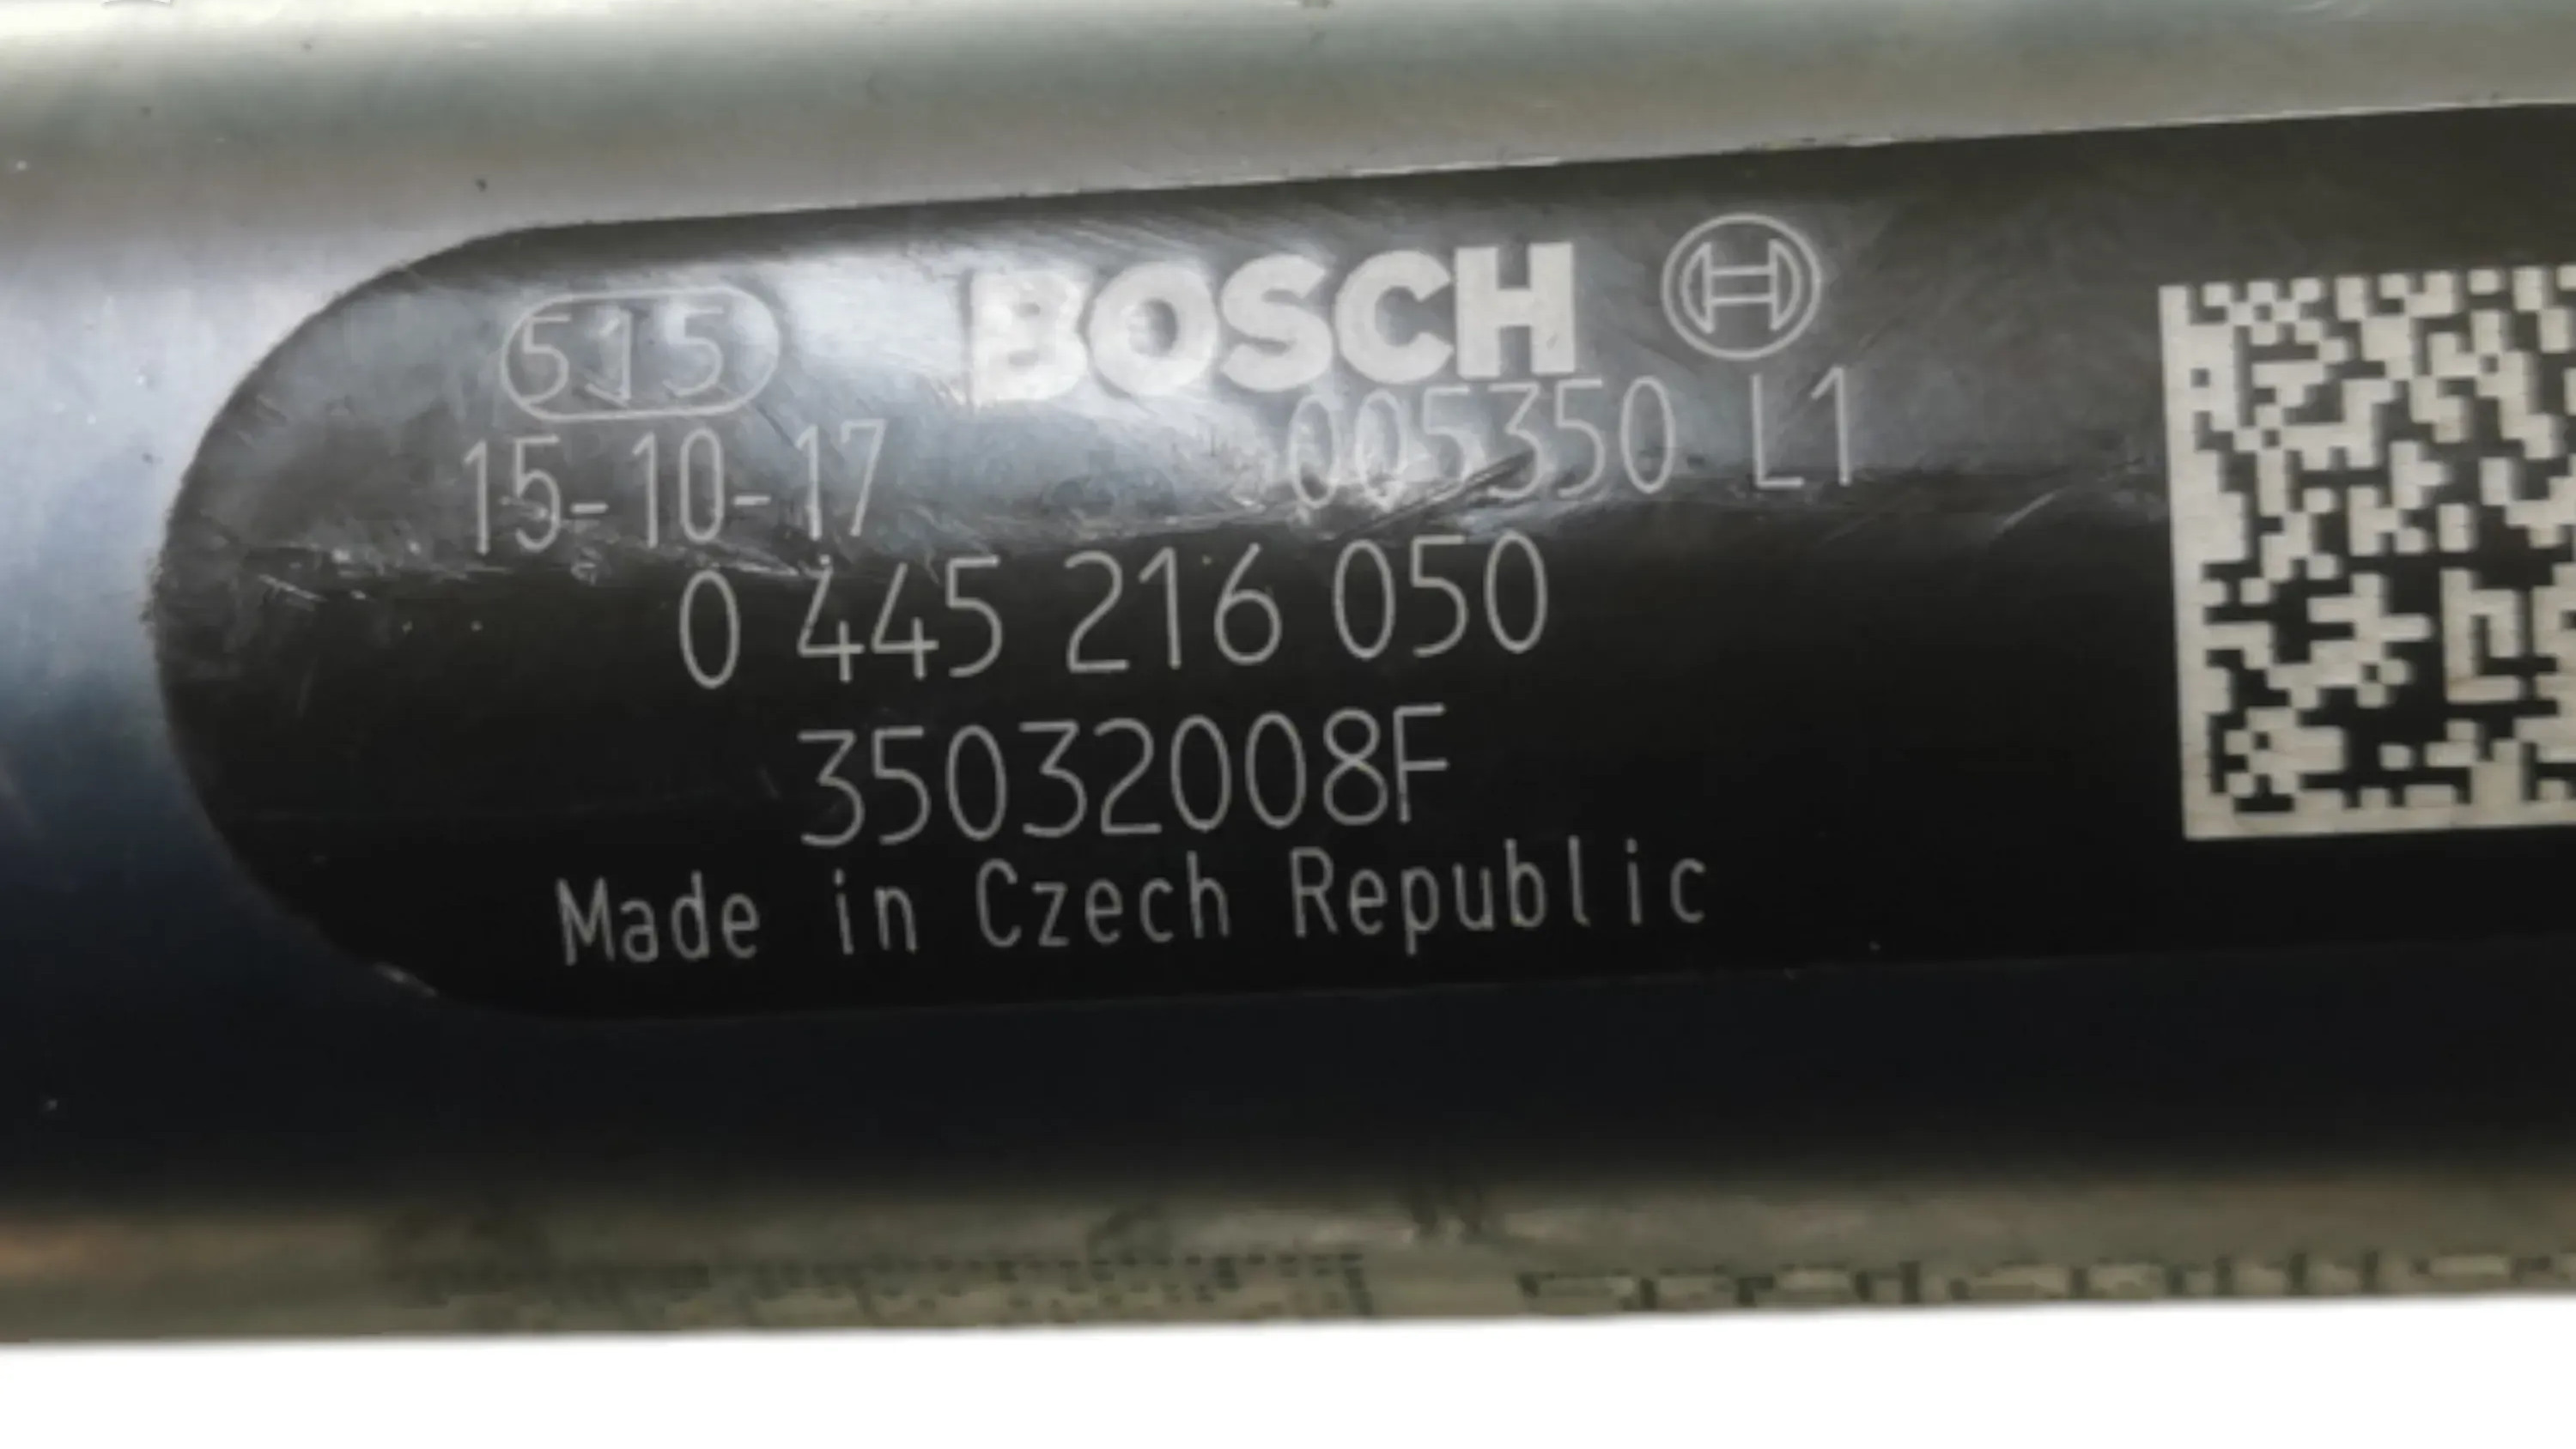 515 BOSCH
15-10-17 005350 L1
0 445 216 050
35032008F
Made in Czech Republic